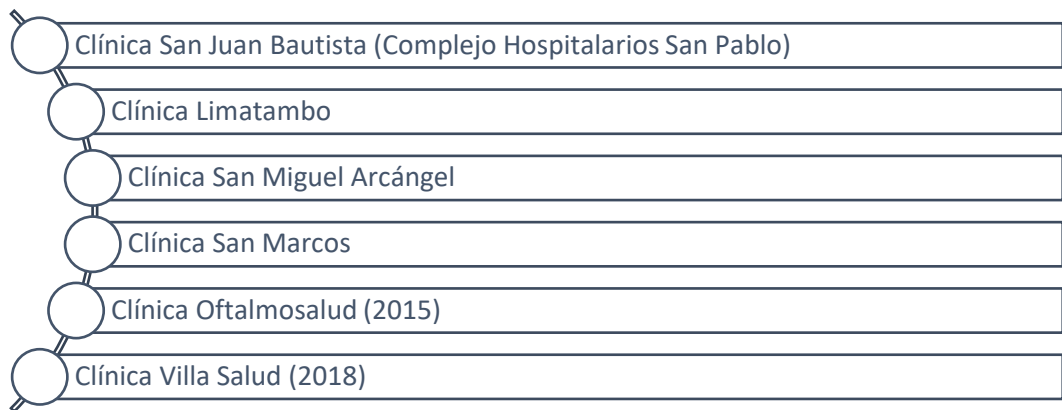 Clínica San Juan Bautista (Complejo Hospitalarios San Pablo)
Clínica Limatambo
Clínica San Miguel Arcángel
Clínica San Marcos
Clínica Oftalmosalud (2015)
Clínica Villa Salud (2018)